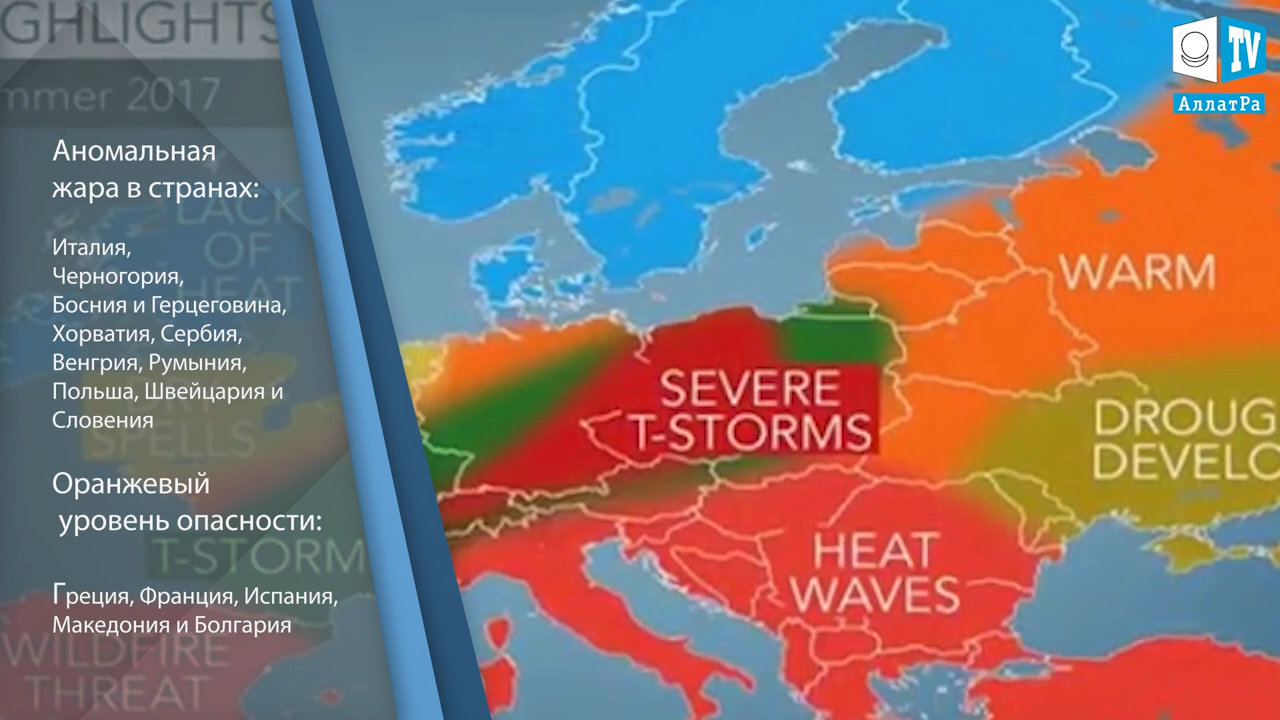 GHLIGHTS
mmer 2017
Аномальная
жара в странах:
LACK
OF
HEAT
Италия,
Черногория,
Босния и Герцеговина,
Хорватия, Сербия,
Венгрия, Румыния,
Польша, Швейцария и
Словения
SPELLS
Оранжевый
уровень опасности:
T-STORM
Греция, Франция, Испания,
Македония и Болгария
WILDFIRE
THREAT
TV
АллатРа
WARM
SEVERE
T-STORMS
DROUG
DEVELO
HEAT
WAVES